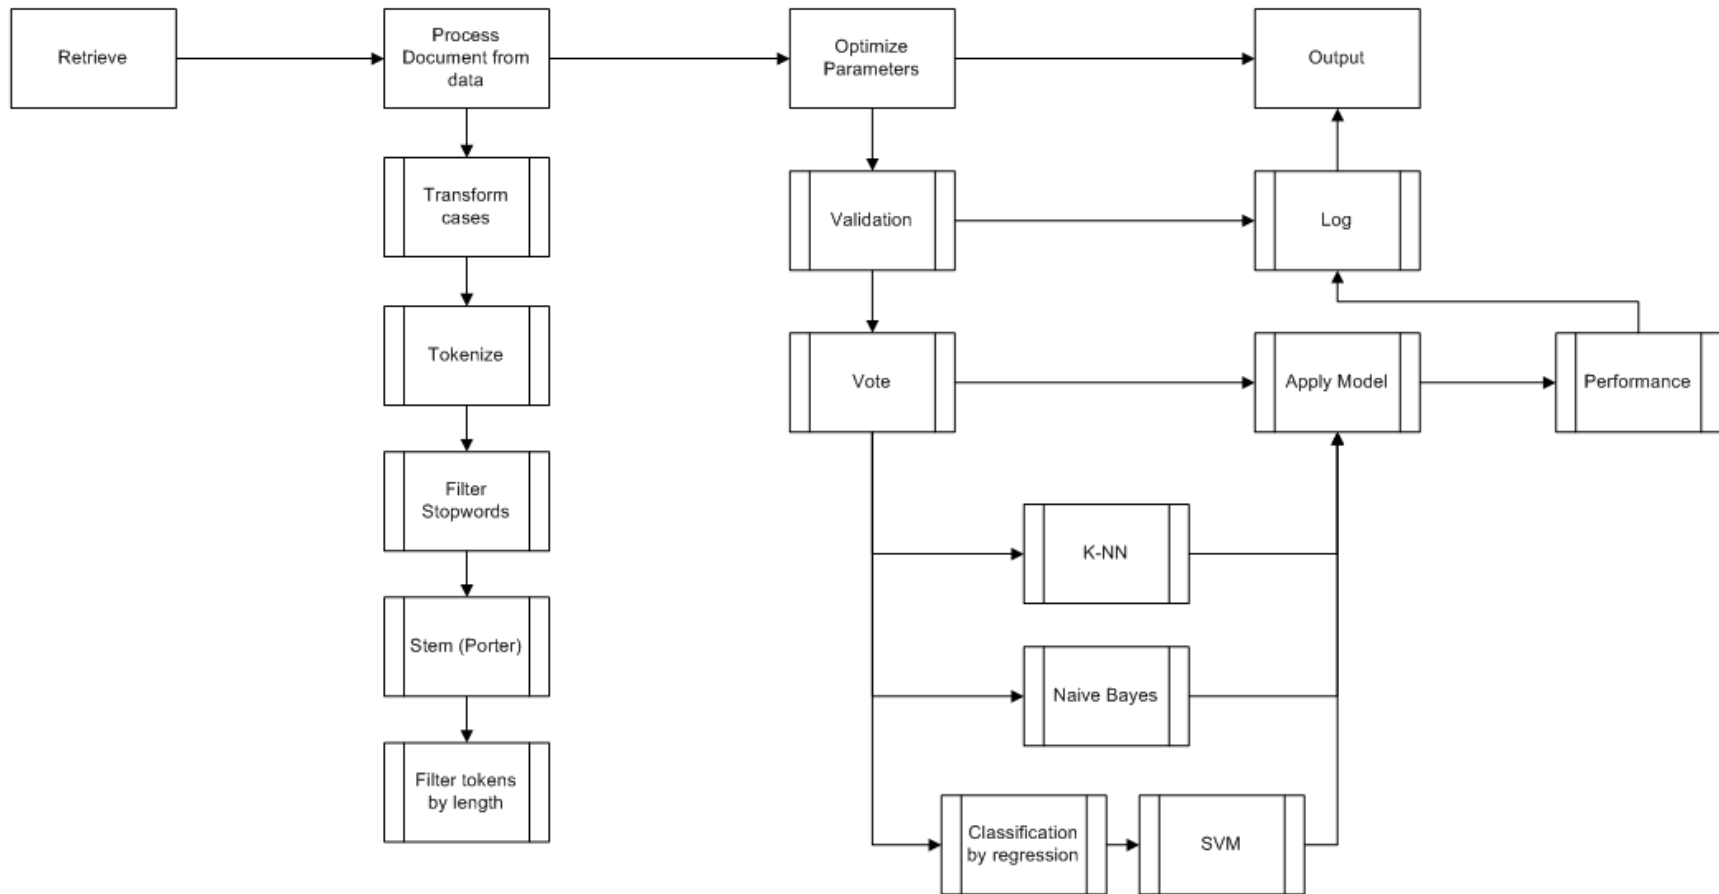 Retrieve
Process
Document from
data
Optimize
Parameters
Output
Transform
cases
Validation
Log
Tokenize
Vote
Apply Model
Performance
Filter
Stopwords
K-NN
Stem (Porter)
Naive Bayes
Filter tokens
by length
Classification
by regression
SVM